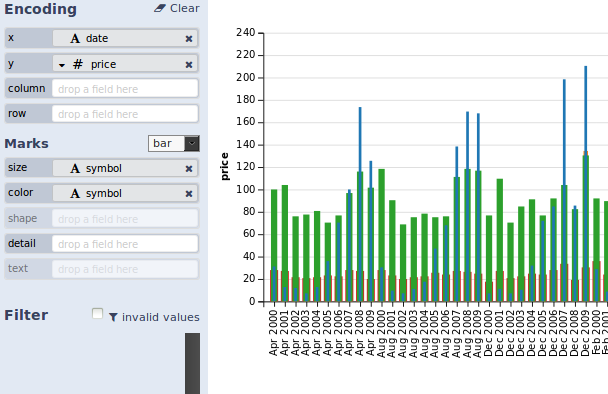 Encoding
Clear
x
A date
y
# price
column
drop a field here
row
drop a field here
Marks
bar
size
A symbol
color
A symbol
shape
drop a field here
detail
drop a field here
text
drop a field here
Filter
invalid values
price
240
220
200
180
160
140
120
100
80
60
40
20
0
Apr 2000
Apr 2001
Apr 2002
Apr 2003
Apr 2004
Apr 2005
Apr 2006
Apr 2007
Apr 2008
Apr 2009
Aug 2000
Aug 2001
Aug 2002
Aug 2003
Aug 2004
Aug 2005
Aug 2006
Aug 2007
Aug 2008
Aug 2009
Dec 2000
Dec 2001
Dec 2002
Dec 2003
Dec 2004
Dec 2005
Dec 2006
Dec 2007
Dec 2008
Dec 2009
Feb 2000
Feb 2001